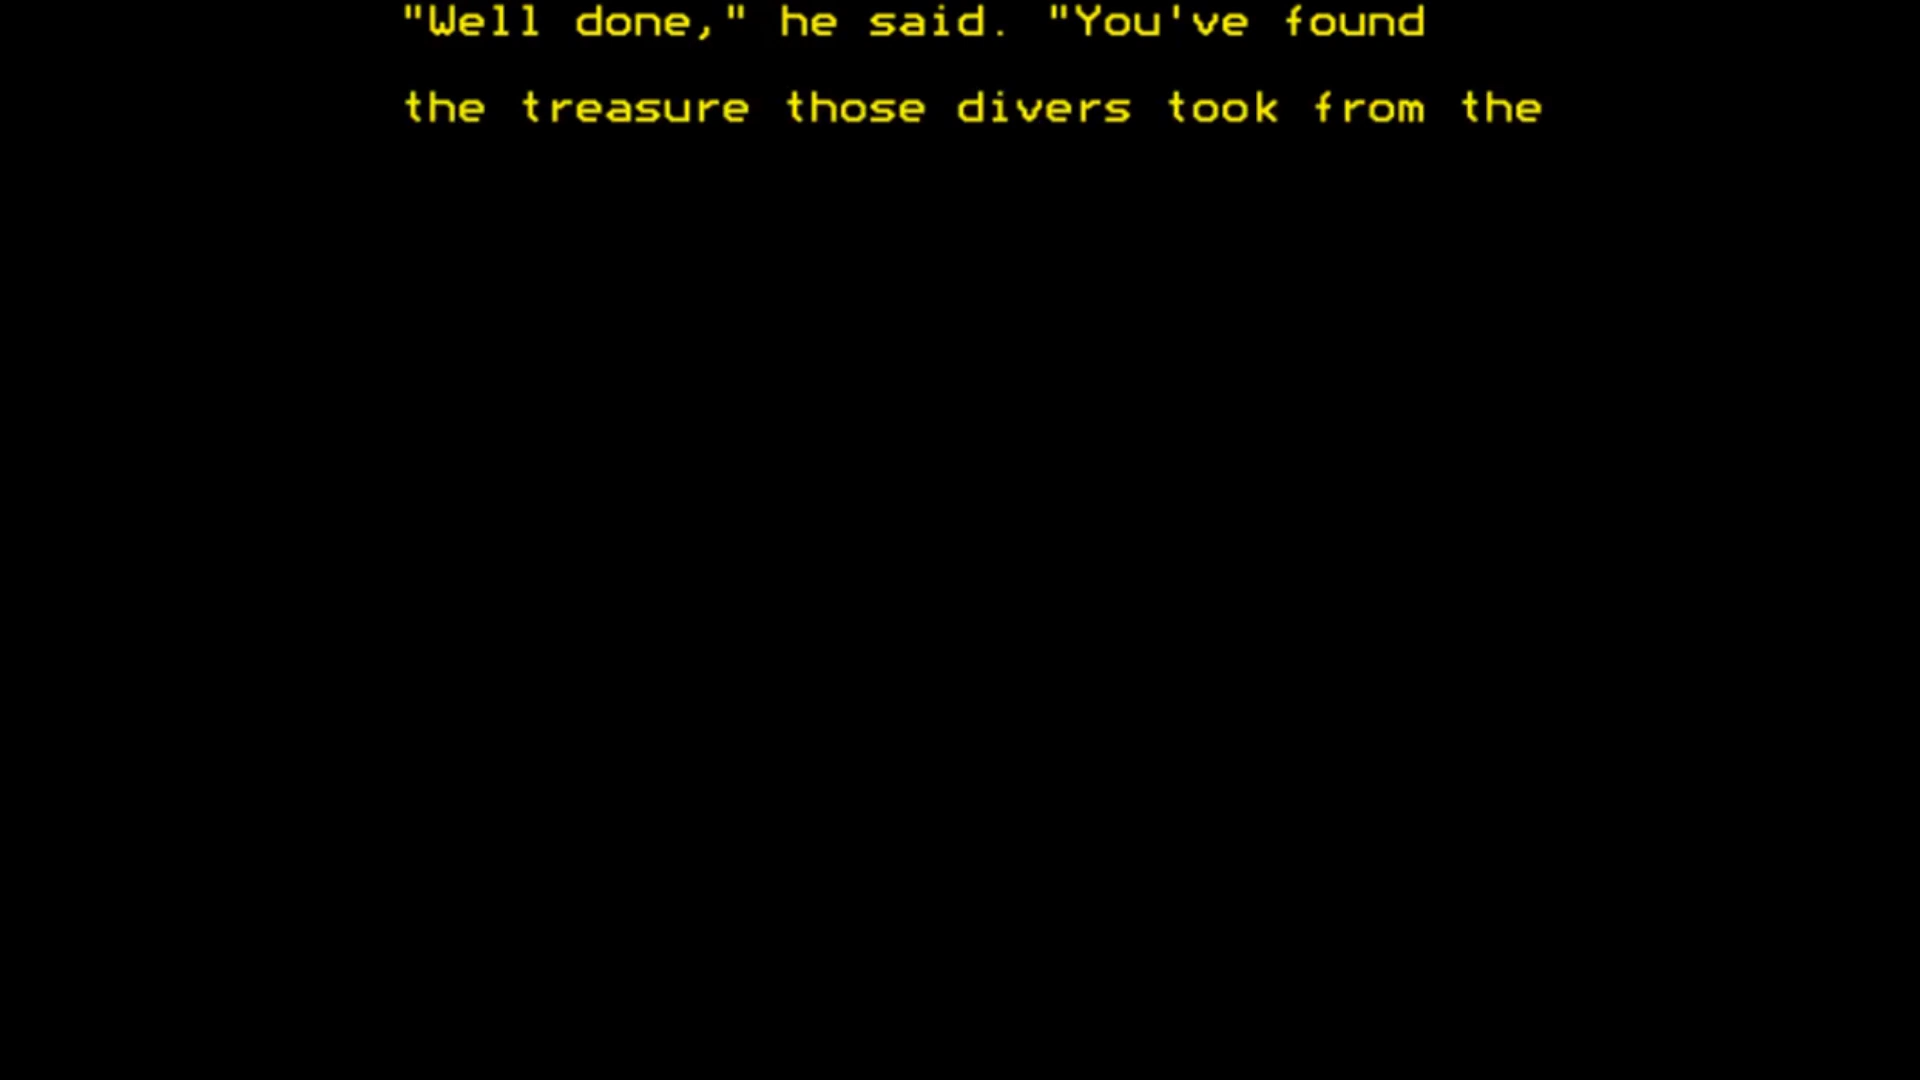 "Well done," he said. "You've found
the treasure those divers took from the